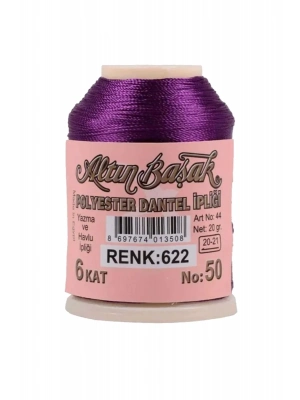 Altın Başak
POLYESTER DANTEL İPLİĞİ
Yazma
ve
Havlu
İpliği
Art No: 44
Net: 20 gr.
20-21
8 697674 013508
RENK:622
6 KAT
No: 50